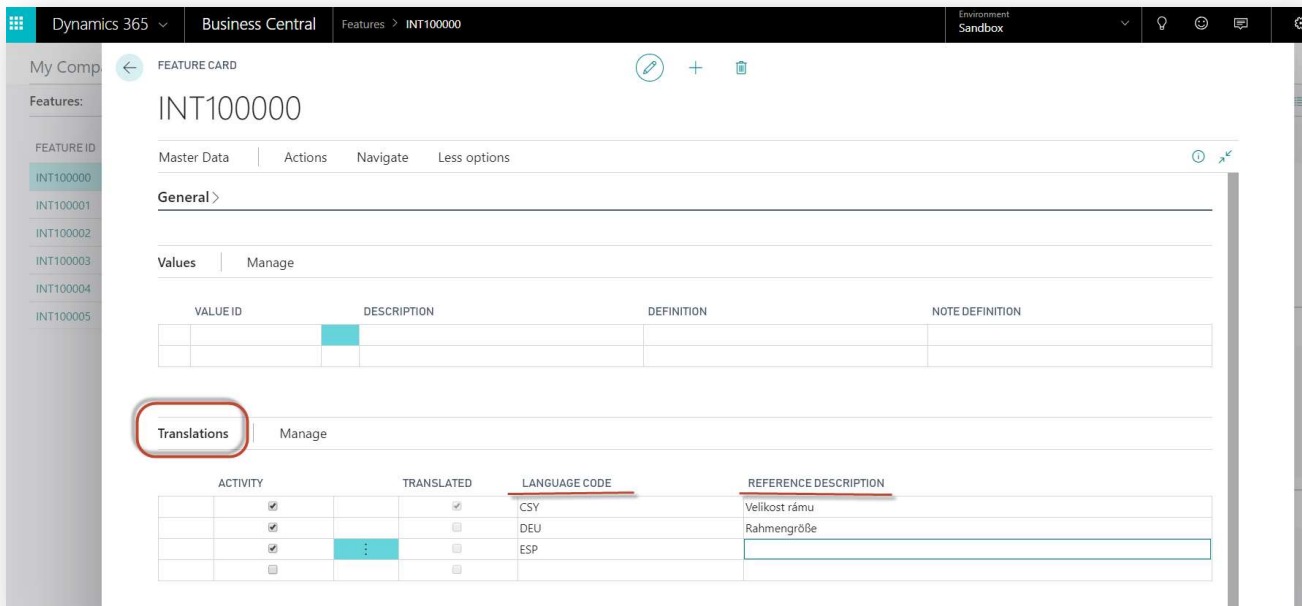 Dynamics 365 Business Central Features > INT100000 Environment
Sandbox
My Comp FEATURE CARD
Features:
INT100000
FEATURE ID
Master Data Actions Navigate Less options
INT100000
INT100001
General >
INT100002
INT100003
Values Manage
INT100004
INT100005
VALUE ID DESCRIPTION DEFINITION NOTE DEFINITION
Translations Manage
ACTIVITY TRANSLATED LANGUAGE CODE REFERENCE DESCRIPTION
CSY Velikost rámu
DEU Rahmengröße
ESP